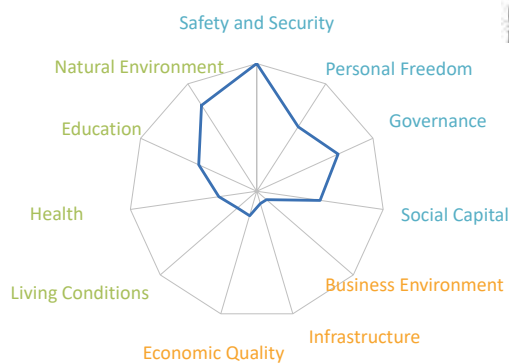 Safety and Security
Natural Environment
Personal Freedom
Education
Governance
Health
Social Capital
Living Conditions
Business Environment
Infrastructure
Economic Quality